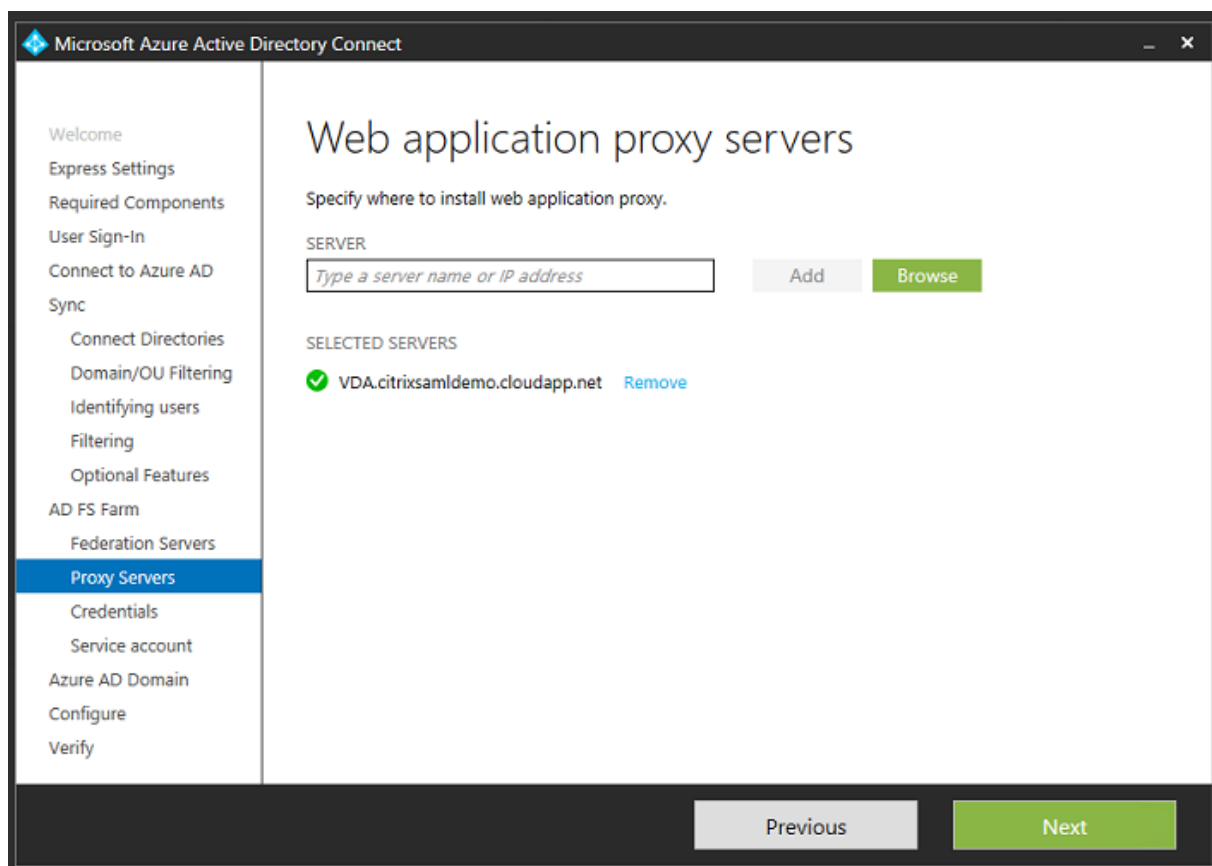 Microsoft Azure Active Directory Connect
Welcome
Express Settings
Required Components
User Sign-In
Connect to Azure AD
Sync
Connect Directories
Domain/OU Filtering
Identifying users
Filtering
Optional Features
AD FS Farm
Federation Servers
Proxy Servers
Credentials
Service account
Azure AD Domain
Configure
Verify
Web application proxy servers
Specify where to install web application proxy.
SERVER
Type a server name or IP address
Add
Browse
SELECTED SERVERS
VDA.citrixsamldemo.cloudapp.net Remove
Previous
Next